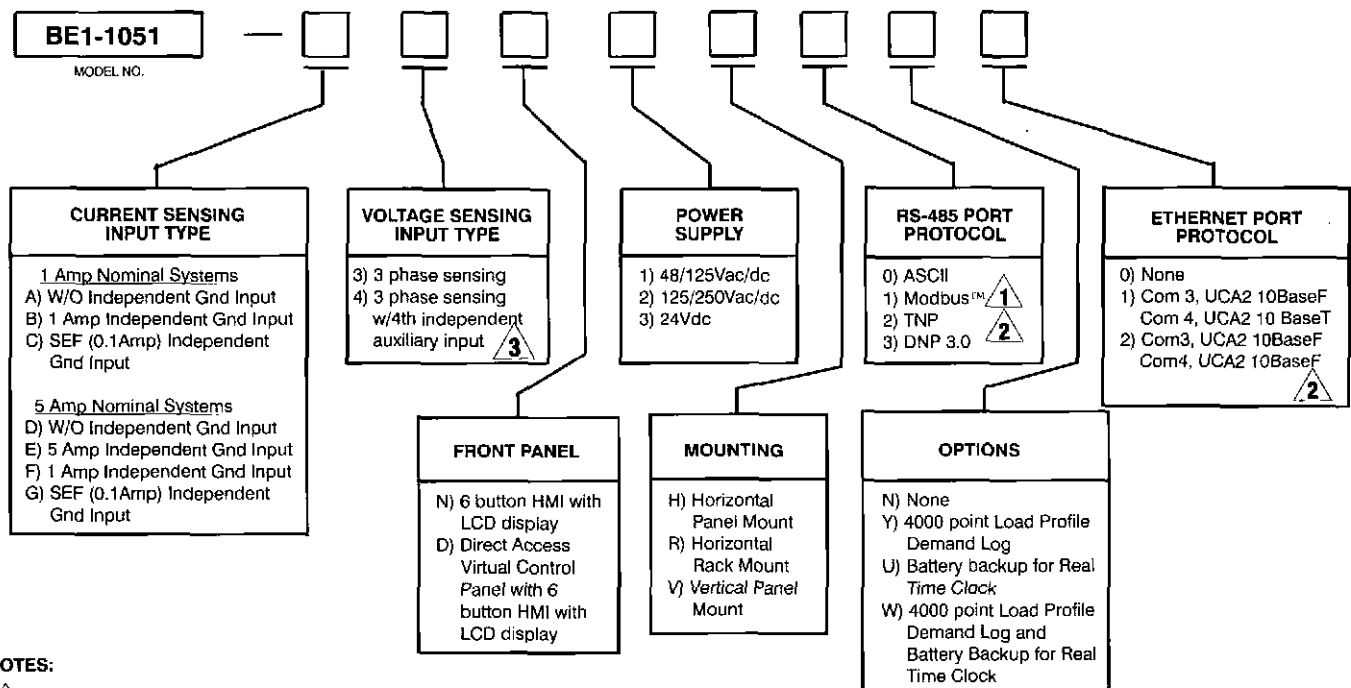 BE1-1051
MODEL NO.
CURRENT SENSING
INPUT TYPE
1 Amp Nominal Systems
A) W/O Independent Gnd Input
B) 1 Amp Independent Gnd Input
C) SEF (0.1Amp) Independent
Gnd Input
5 Amp Nominal Systems
D) W/O Independent Gnd Input
E) 5 Amp Independent Gnd Input
F) 1 Amp Independent Gnd Input
G) SEF (0.1Amp) Independent
Gnd Input
VOLTAGE SENSING
INPUT TYPE
3) 3 phase sensing
4) 3 phase sensing
w/4th independent
auxiliary input 3
POWER
SUPPLY
1) 48/125Vac/dc
2) 125/250Vac/dc
3) 24Vdc
RS-485 PORT
PROTOCOL
0) ASCII
1) Modbus™ 1
2) TNP
3) DNP 3.0 2
ETHERNET PORT
PROTOCOL
0) None
1) Com 3, UCA2 10BaseF
Com 4, UCA2 10 BaseT
2) Com3, UCA2 10BaseF
Com4, UCA2 10BaseF
2
FRONT PANEL
N) 6 button HMI with
LCD display
D) Direct Access
Virtual Control
Panel with 6
button HMI with
LCD display
MOUNTING
H) Horizontal
Panel Mount
R) Horizontal
Rack Mount
V) Vertical Panel
Mount
OPTIONS
N) None
Y) 4000 point Load Profile
Demand Log
U) Battery backup for Real
Time Clock
W) 4000 point Load Profile
Demand Log and
Battery Backup for Real
Time Clock
OTES: